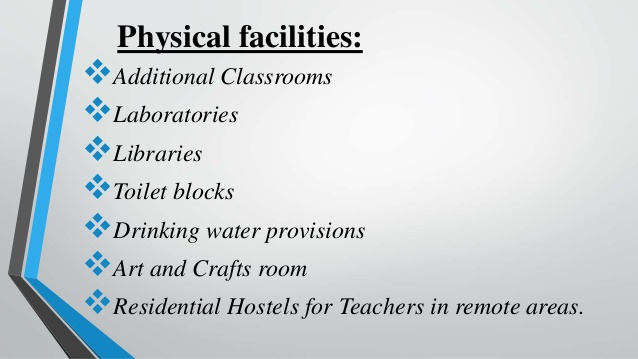 Physical facilities:
Additional Classrooms
Laboratories
Libraries
Toilet blocks
Drinking water provisions
Art and Crafts room
Residential Hostels for Teachers in remote areas.